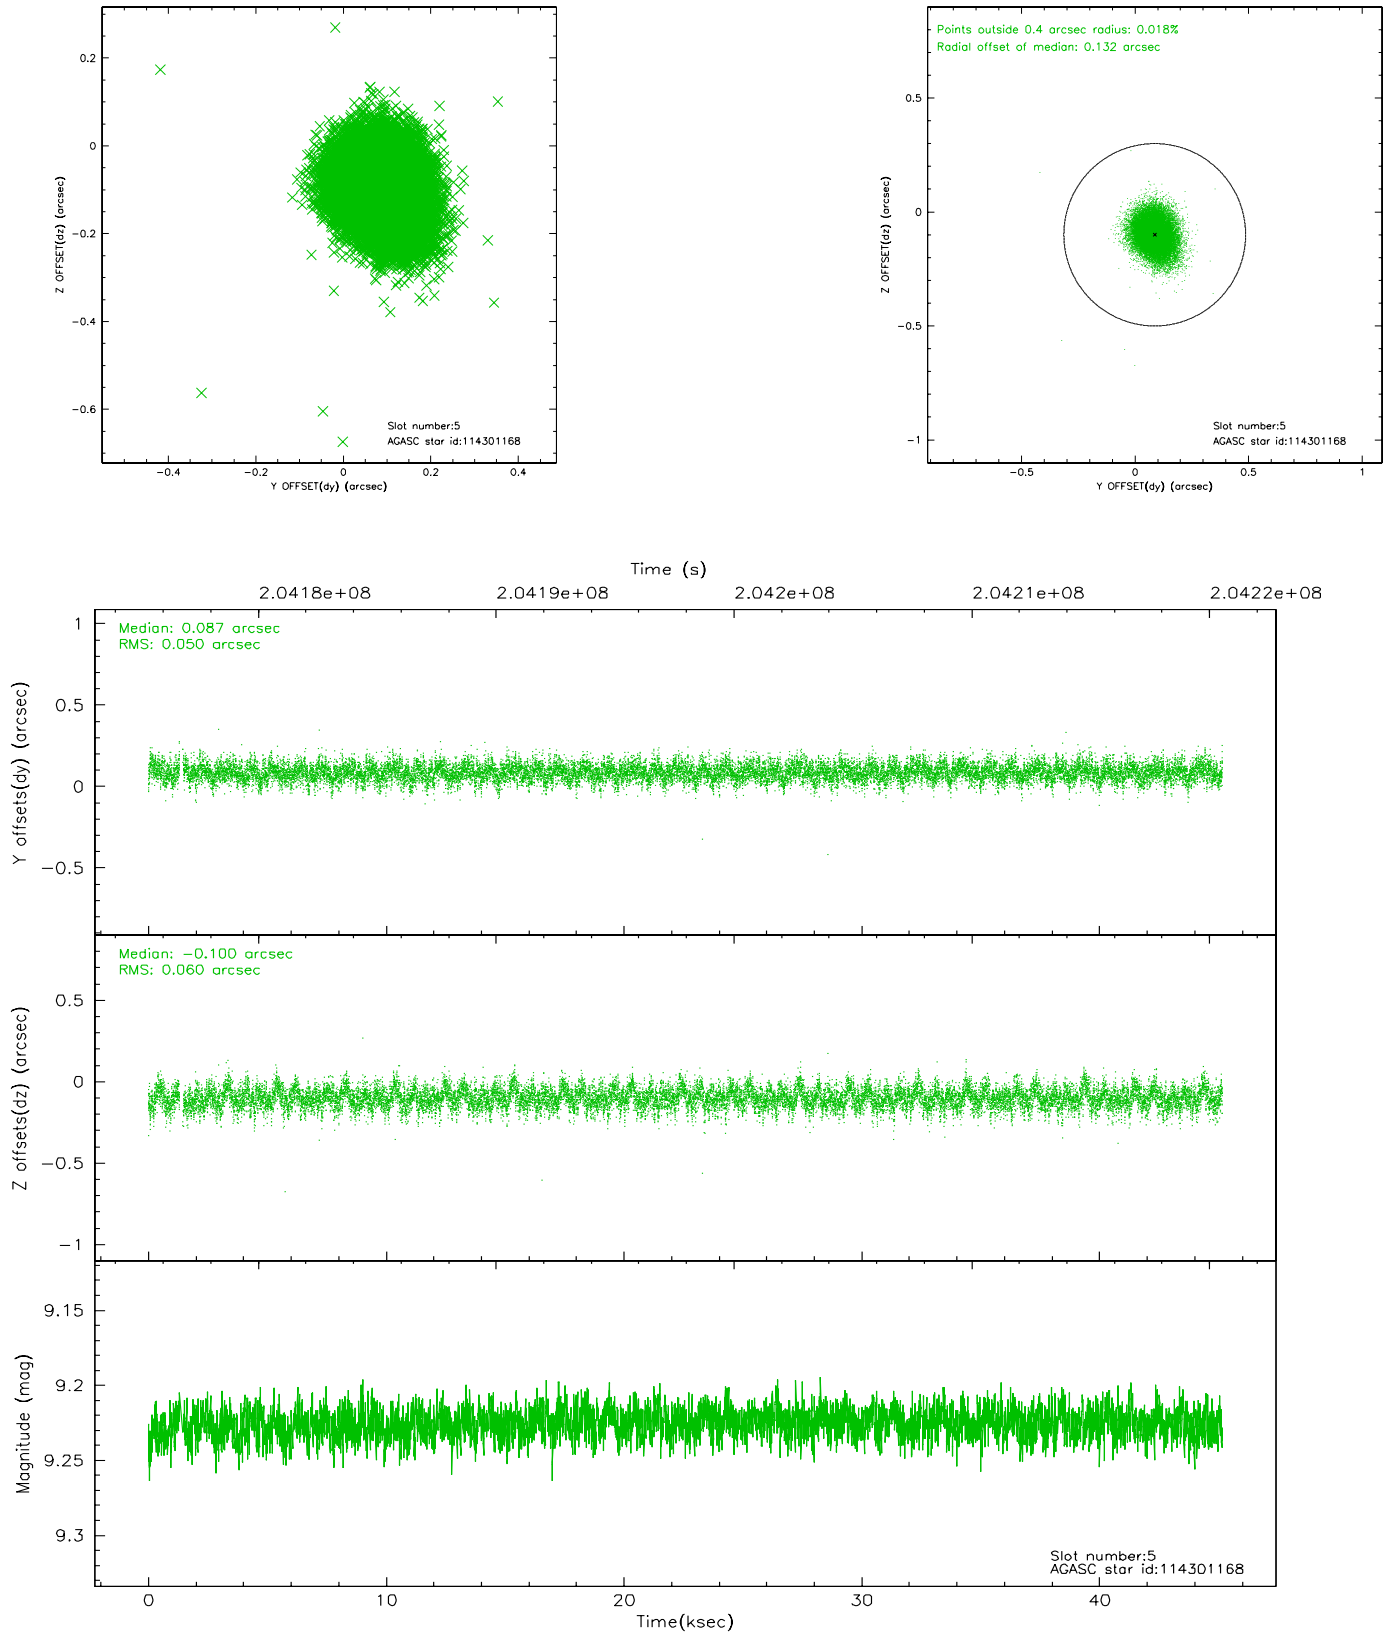 0.2
0
−0.2
−0.4
−0.6
Z OFFSET(dz) (arcsec)
Slot number:5
AGASC star id:114301168
−0.4 −0.2 0 0.2 0.4
Y OFFSET(dy) (arcsec)
Points outside 0.4 arcsec radius: 0.018%
Radial offset of median: 0.132 arcsec
0.5
0
−0.5
−1
Z OFFSET(dz) (arcsec)
Slot number:5
AGASC star id:114301168
−0.5 0 0.5 1
Y OFFSET(dy) (arcsec)
Time (s)
2.0418e+08 2.0419e+08 2.042e+08 2.0421e+08 2.0422e+08
Median: 0.087 arcsec
RMS: 0.050 arcsec
1
0.5
0
−0.5
Y offsets(dy) (arcsec)
Median: −0.100 arcsec
RMS: 0.060 arcsec
0.5
0
−0.5
−1
Z offsets(dz) (arcsec)
9.15
9.2
9.25
9.3
Magnitude (mag)
Slot number:5
AGASC star id:114301168
0 10 20 30 40
Time(ksec)